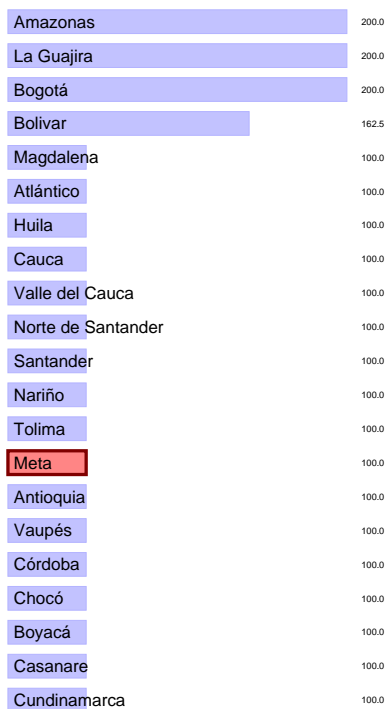 Amazonas 200.0
La Guajira 200.0
Bogotá 200.0
Bolivar 162.5
Magdalena 100.0
Atlántico 100.0
Huila 100.0
Cauca 100.0
Valle del Cauca 100.0
Norte de Santander 100.0
Santander 100.0
Nariño 100.0
Tolima 100.0
Meta 100.0
Antioquia 100.0
Vaupés 100.0
Córdoba 100.0
Chocó 100.0
Boyacá 100.0
Casanare 100.0
Cundinamarca 100.0